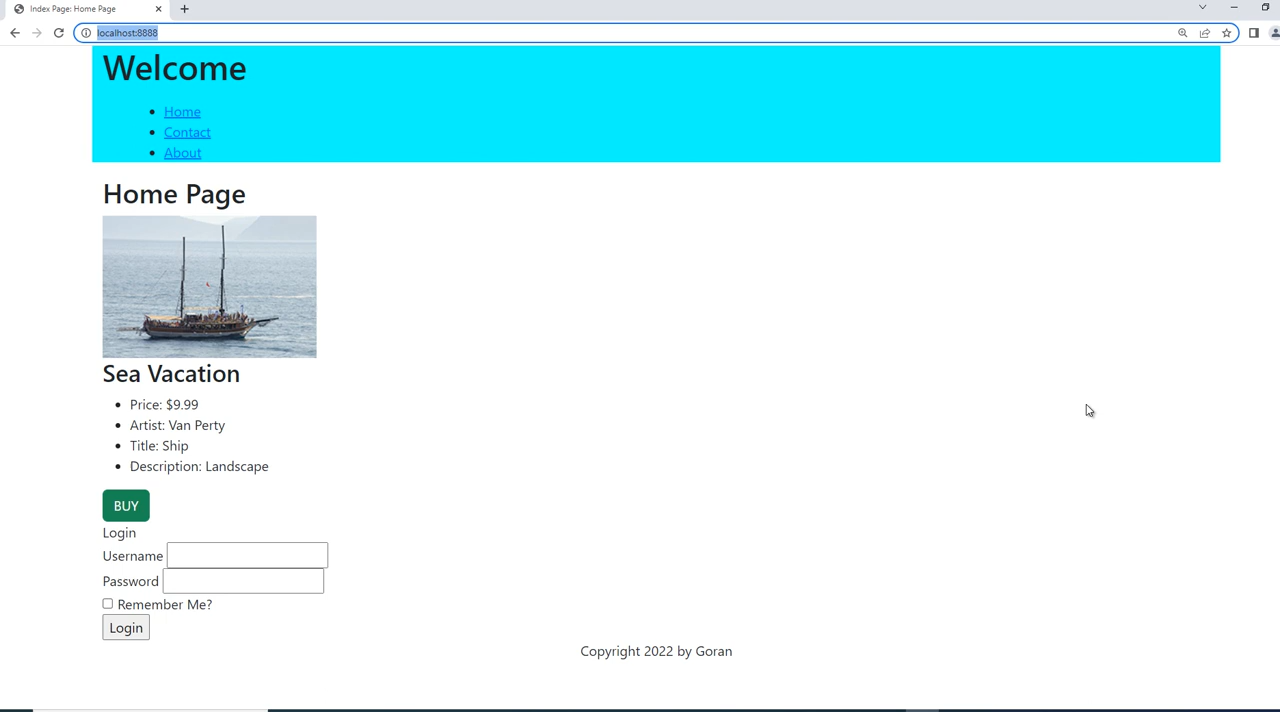 Index Page: Home Page
localhost:8888
Welcome
Home
Contact
About
Home Page
Sea Vacation
Price: $9.99
Artist: Van Perty
Title: Ship
Description: Landscape
BUY
Login
Username
Password
Remember Me?
Login
Copyright 2022 by Goran